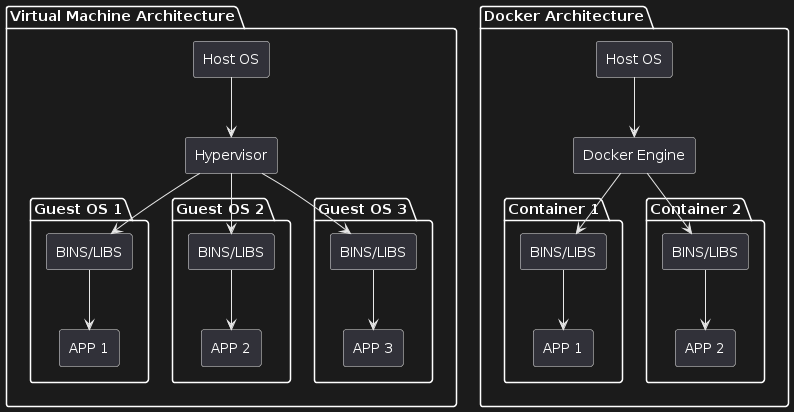 Virtual Machine Architecture
Host OS
Hypervisor
Guest OS 1
Guest OS 2
Guest OS 3
BINS/LIBS
BINS/LIBS
BINS/LIBS
APP 1
APP 2
APP 3
Docker Architecture
Host OS
Docker Engine
Container 1
Container 2
BINS/LIBS
BINS/LIBS
APP 1
APP 2